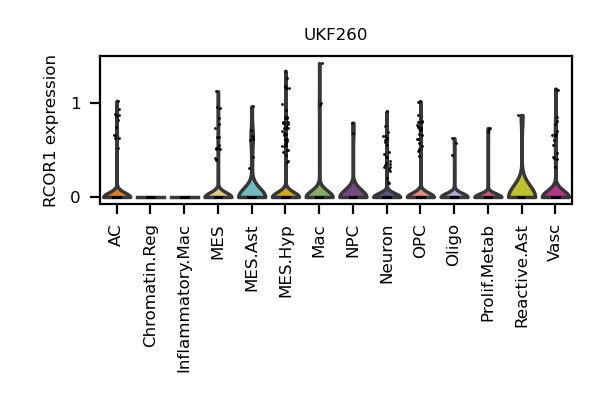 UKF260
RCOR1 expression
1
0
AC
Chromatin.Reg
Inflammatory.Mac
MES
MES.Ast
MES.Hyp
Mac
NPC
Neuron
OPC
Oligo
Prolif.Metab
Reactive.Ast
Vasc